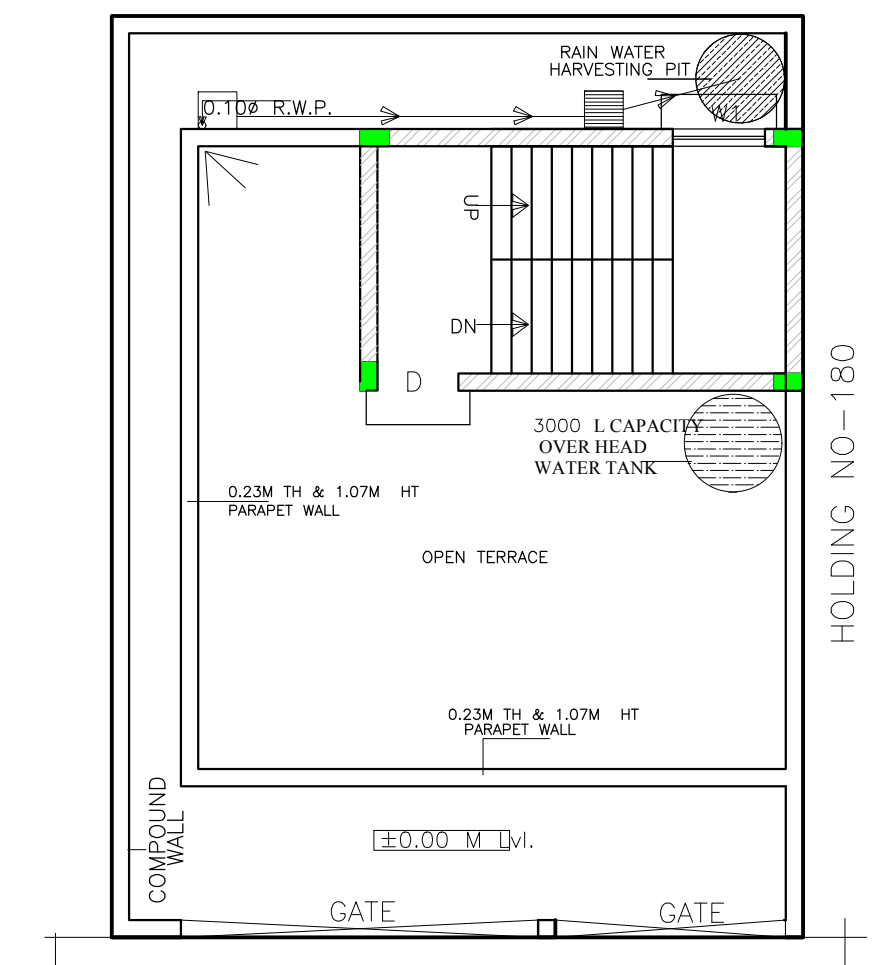 RAIN WATER
HARVESTING PIT
0.10ø R.W.P.
W1
UP
DN
D
3000 L CAPACITY
OVER HEAD
WATER TANK
HOLDING NO-180
0.23M TH & 1.07M HT
PARAPET WALL
OPEN TERRACE
0.23M TH & 1.07M HT
PARAPET WALL
COMPOUND
WALL
±0.00 M Lvl.
GATE
GATE